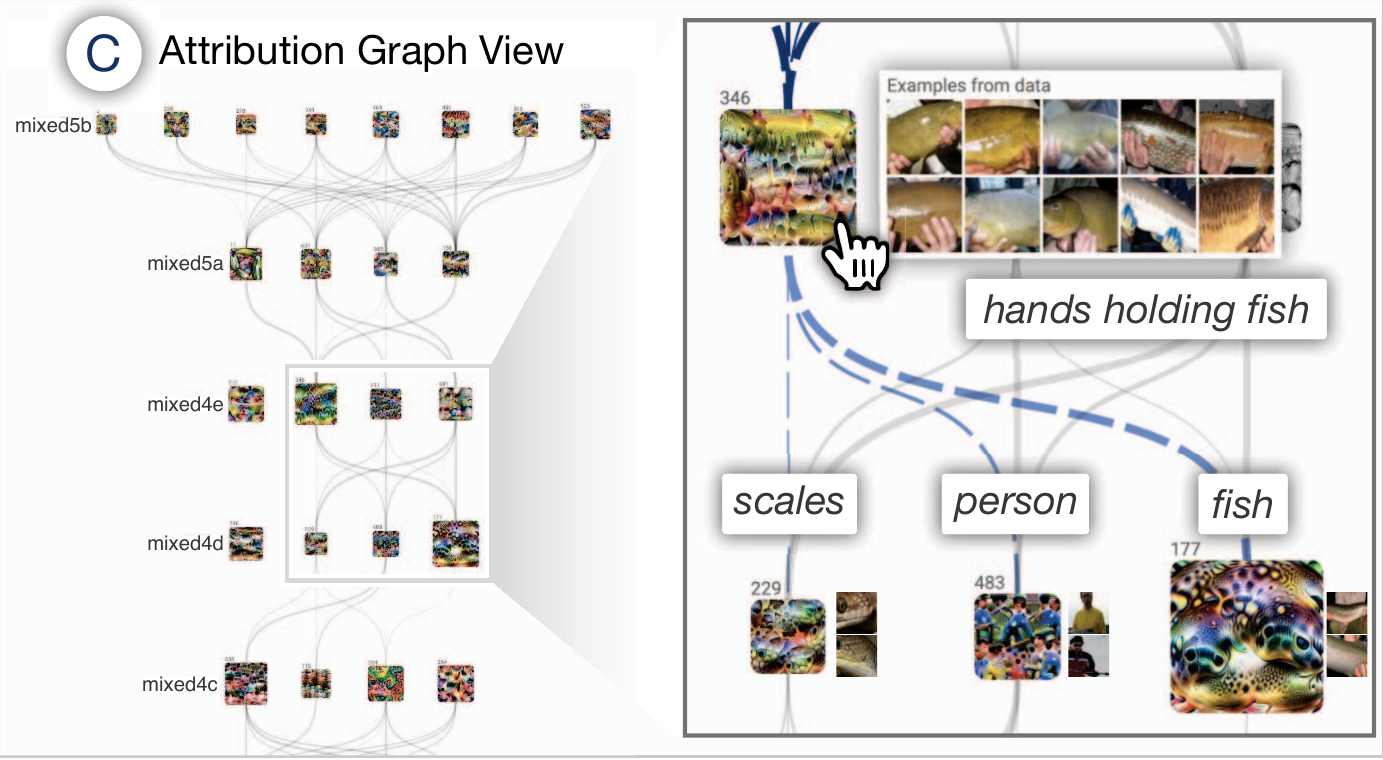 C Attribution Graph View
mixed5b
mixed5a
mixed4e
mixed4d
mixed4c
346
Examples from data
hands holding fish
scales
person
fish
229
483
177